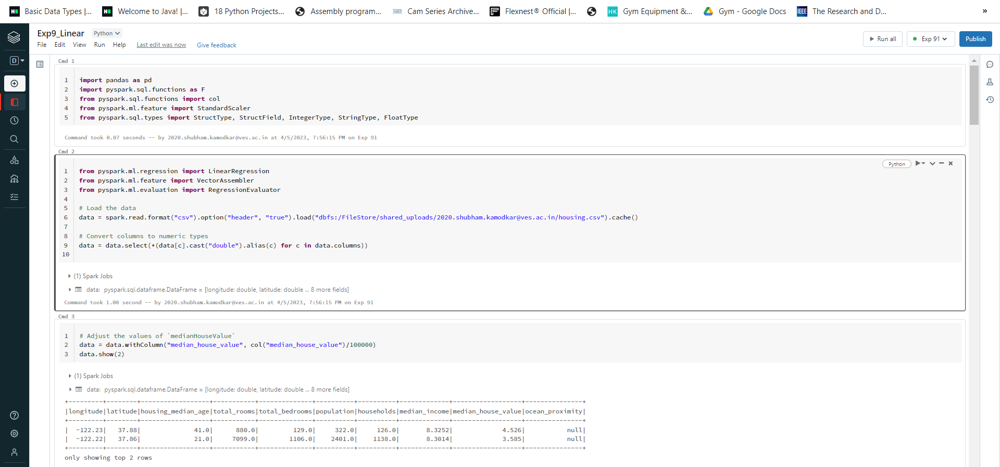 Basic Data Types |... Welcome to Java! |... 18 Python Projects... Assembly program... FITNESS WORLD Cam Series Archive... Flexnest® Official |... HK Gym Equipment &... Gym - Google Docs IEEE The Research and D... »
Exp9_Linear Python
File Edit View Run Help Last edit was now Give feedback
Run all Exp 91 Publish
D
Cmd 1
1 import pandas as pd
2 import pyspark.sql.functions as F
3 from pyspark.sql.functions import col
4 from pyspark.ml.feature import StandardScaler
5 from pyspark.sql.types import StructType, StructField, IntegerType, StringType, FloatType
Command took 0.07 seconds -- by 2020.shubham.kamodkar@ves.ac.in at 4/5/2023, 7:56:15 PM on Exp 91
Cmd 2
Python
1 from pyspark.ml.regression import LinearRegression
2 from pyspark.ml.feature import VectorAssembler
3 from pyspark.ml.evaluation import RegressionEvaluator
4
5 # Load the data
6 data = spark.read.format("csv").option("header", "true").load("dbfs:/FileStore/shared_uploads/2020.shubham.kamodkar@ves.ac.in/housing.csv").cache()
7
8 # Convert columns to numeric types
9 data = data.select(*(data[c].cast("double").alias(c) for c in data.columns))
10
(1) Spark Jobs
data: pyspark.sql.dataframe.DataFrame = [longitude: double, latitude: double ... 8 more fields]
Command took 1.00 second -- by 2020.shubham.kamodkar@ves.ac.in at 4/5/2023, 7:56:15 PM on Exp 91
Cmd 3
1 # Adjust the values of `medianHouseValue`
2 data = data.withColumn("median_house_value", col("median_house_value")/100000)
3 data.show(2)
(1) Spark Jobs
data: pyspark.sql.dataframe.DataFrame = [longitude: double, latitude: double ... 8 more fields]
+---------+--------+------------------+-----------+--------------+----------+----------+-------------+------------------+---------------+
|longitude|latitude|housing_median_age|total_rooms|total_bedrooms|population|households|median_income|median_house_value|ocean_proximity|
+---------+--------+------------------+-----------+--------------+----------+----------+-------------+------------------+---------------+
|  -122.23|   37.88|              41.0|      880.0|         129.0|     322.0|     126.0|       8.3252|             4.526|           null|
|  -122.22|   37.86|              21.0|     7099.0|        1106.0|    2401.0|    1138.0|       8.3014|             3.585|           null|
+---------+--------+------------------+-----------+--------------+----------+----------+-------------+------------------+---------------+
only showing top 2 rows